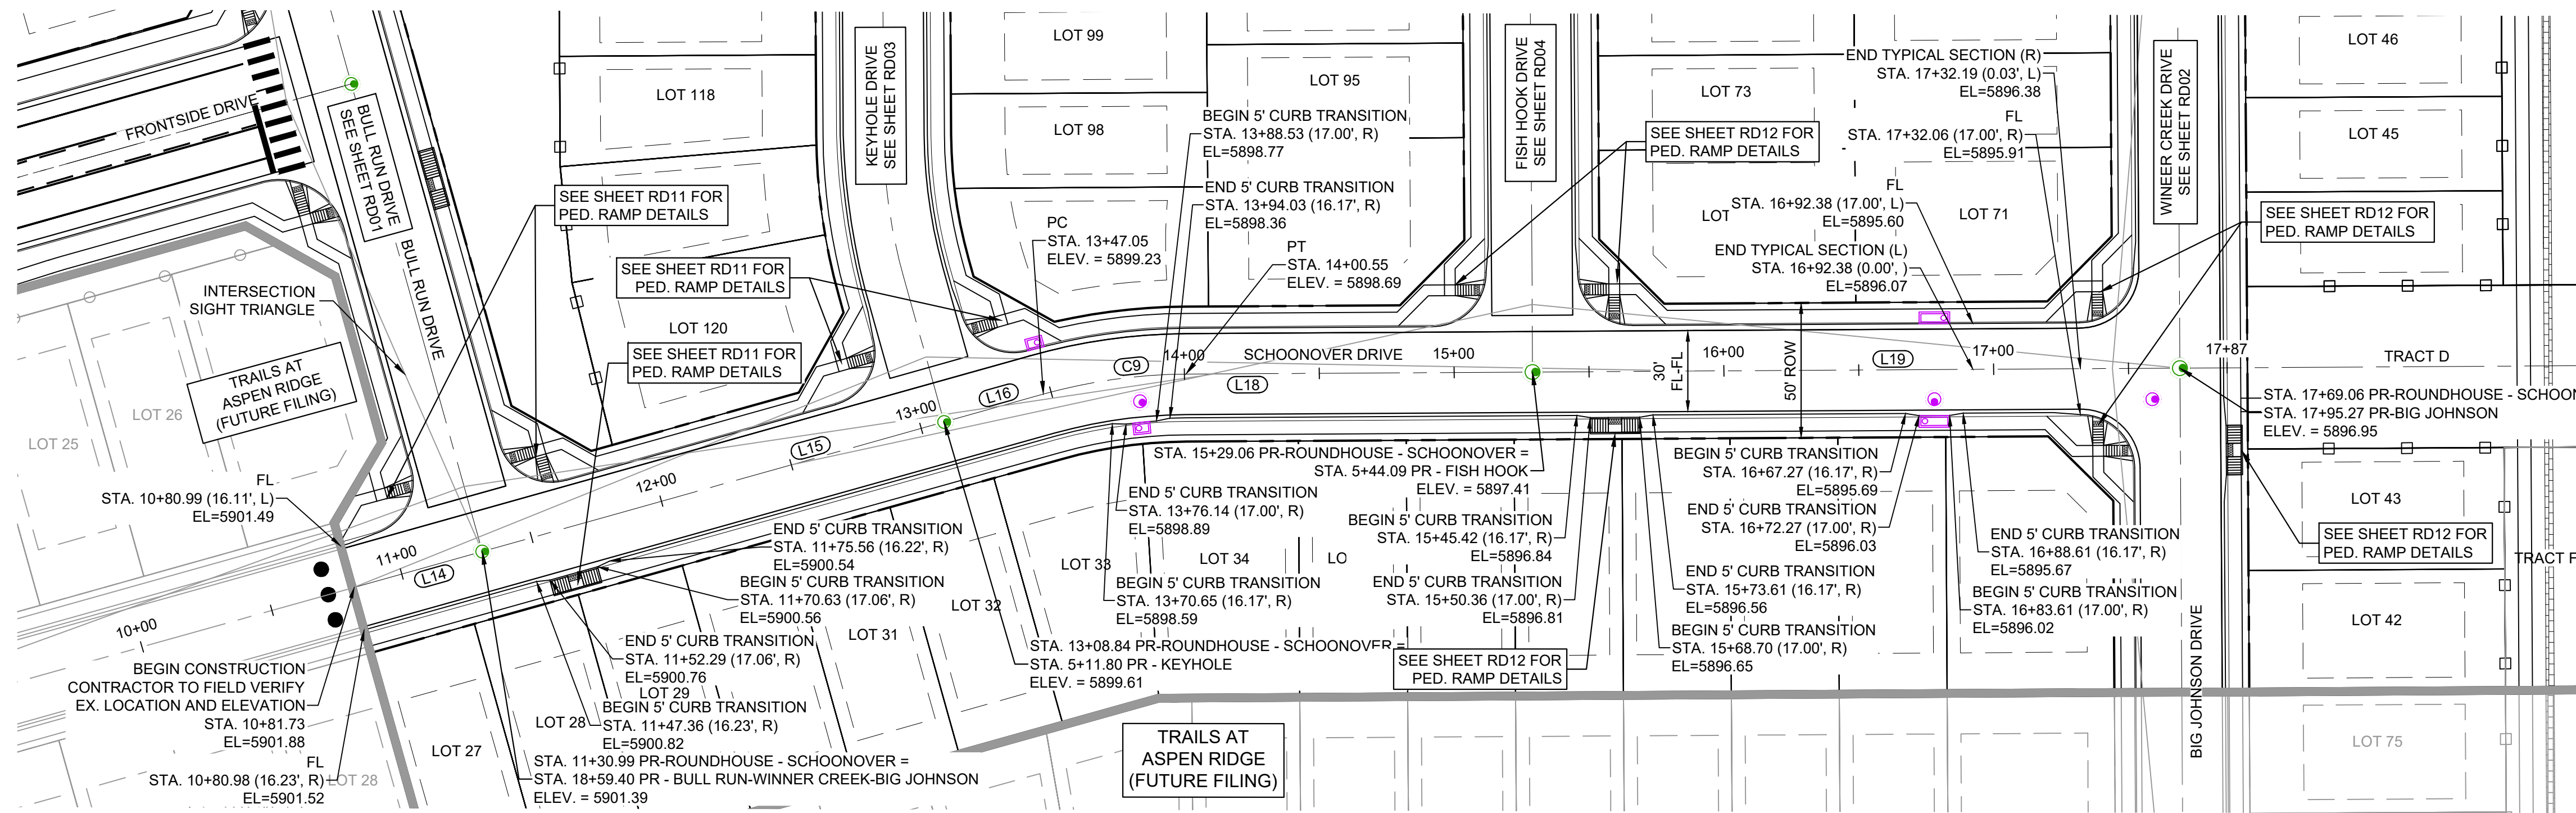 FRONTSIDE DRIVE
BULL RUN DRIVE
SEE SHEET RD01
BULL RUN DRIVE
KEYHOLE DRIVE
SEE SHEET RD03
FISH HOOK DRIVE
SEE SHEET RD04
WINEER CREEK DRIVE
SEE SHEET RD02
LOT 118
LOT 99
LOT 98
LOT 95
LOT 73
LOT
LOT 71
LOT 46
LOT 45
END TYPICAL SECTION (R)
STA. 17+32.19 (0.03', L)
EL=5896.38
FL
STA. 17+32.06 (17.00', R)
EL=5895.91
FL
STA. 16+92.38 (17.00', L)
EL=5895.60
END TYPICAL SECTION (L)
STA. 16+92.38 (0.00', )
EL=5896.07
BEGIN 5' CURB TRANSITION
STA. 13+88.53 (17.00', R)
EL=5898.77
END 5' CURB TRANSITION
STA. 13+94.03 (16.17', R)
EL=5898.36
PC
STA. 13+47.05
ELEV. = 5899.23
PT
STA. 14+00.55
ELEV. = 5898.69
SEE SHEET RD12 FOR
PED. RAMP DETAILS
SEE SHEET RD12 FOR
PED. RAMP DETAILS
SEE SHEET RD11 FOR
PED. RAMP DETAILS
SEE SHEET RD11 FOR
PED. RAMP DETAILS
LOT 120
SEE SHEET RD11 FOR
PED. RAMP DETAILS
INTERSECTION
SIGHT TRIANGLE
TRAILS AT
ASPEN RIDGE
(FUTURE FILING)
LOT 26
LOT 25
C9
14+00
SCHOONOVER DRIVE
L18
15+00
30'
FL-FL
16+00
50' ROW
L19
17+00
17+87
TRACT D
L16
13+00
L15
12+00
11+00
L14
10+00
STA. 17+69.06 PR-ROUNDHOUSE - SCHOON
STA. 17+95.27 PR-BIG JOHNSON
ELEV. = 5896.95
FL
STA. 10+80.99 (16.11', L)
EL=5901.49
STA. 15+29.06 PR-ROUNDHOUSE - SCHOONOVER =
STA. 5+44.09 PR - FISH HOOK
ELEV. = 5897.41
END 5' CURB TRANSITION
STA. 13+76.14 (17.00', R)
EL=5898.89
BEGIN 5' CURB TRANSITION
STA. 15+45.42 (16.17', R)
EL=5896.84
BEGIN 5' CURB TRANSITION
STA. 16+67.27 (16.17', R)
EL=5895.69
END 5' CURB TRANSITION
STA. 16+72.27 (17.00', R)
EL=5896.03
END 5' CURB TRANSITION
STA. 16+88.61 (16.17', R)
EL=5895.67
LOT 43
SEE SHEET RD12 FOR
PED. RAMP DETAILS
TRACT F
END 5' CURB TRANSITION
STA. 11+75.56 (16.22', R)
EL=5900.54
BEGIN 5' CURB TRANSITION
STA. 11+70.63 (17.06', R)
EL=5900.56
LOT 33
LOT 34
LO
BEGIN 5' CURB TRANSITION
STA. 13+70.65 (16.17', R)
EL=5898.59
END 5' CURB TRANSITION
STA. 15+50.36 (17.00', R)
EL=5896.81
END 5' CURB TRANSITION
STA. 15+73.61 (16.17', R)
EL=5896.56
BEGIN 5' CURB TRANSITION
STA. 16+83.61 (17.00', R)
EL=5896.02
BEGIN 5' CURB TRANSITION
STA. 15+68.70 (17.00', R)
EL=5896.65
LOT 32
LOT 31
END 5' CURB TRANSITION
STA. 11+52.29 (17.06', R)
EL=5900.76
LOT 29
STA. 13+08.84 PR-ROUNDHOUSE - SCHOONOVER =
STA. 5+11.80 PR - KEYHOLE
ELEV. = 5899.61
SEE SHEET RD12 FOR
PED. RAMP DETAILS
LOT 42
BIG JOHNSON DRIVE
BEGIN CONSTRUCTION
CONTRACTOR TO FIELD VERIFY
EX. LOCATION AND ELEVATION
STA. 10+81.73
EL=5901.88
LOT 28
BEGIN 5' CURB TRANSITION
STA. 11+47.36 (16.23', R)
EL=5900.82
LOT 27
TRAILS AT
ASPEN RIDGE
(FUTURE FILING)
LOT 75
FL
STA. 10+80.98 (16.23', R)
EL=5901.52
LOT 28
STA. 11+30.99 PR-ROUNDHOUSE - SCHOONOVER =
STA. 18+59.40 PR - BULL RUN-WINNER CREEK-BIG JOHNSON
ELEV. = 5901.39